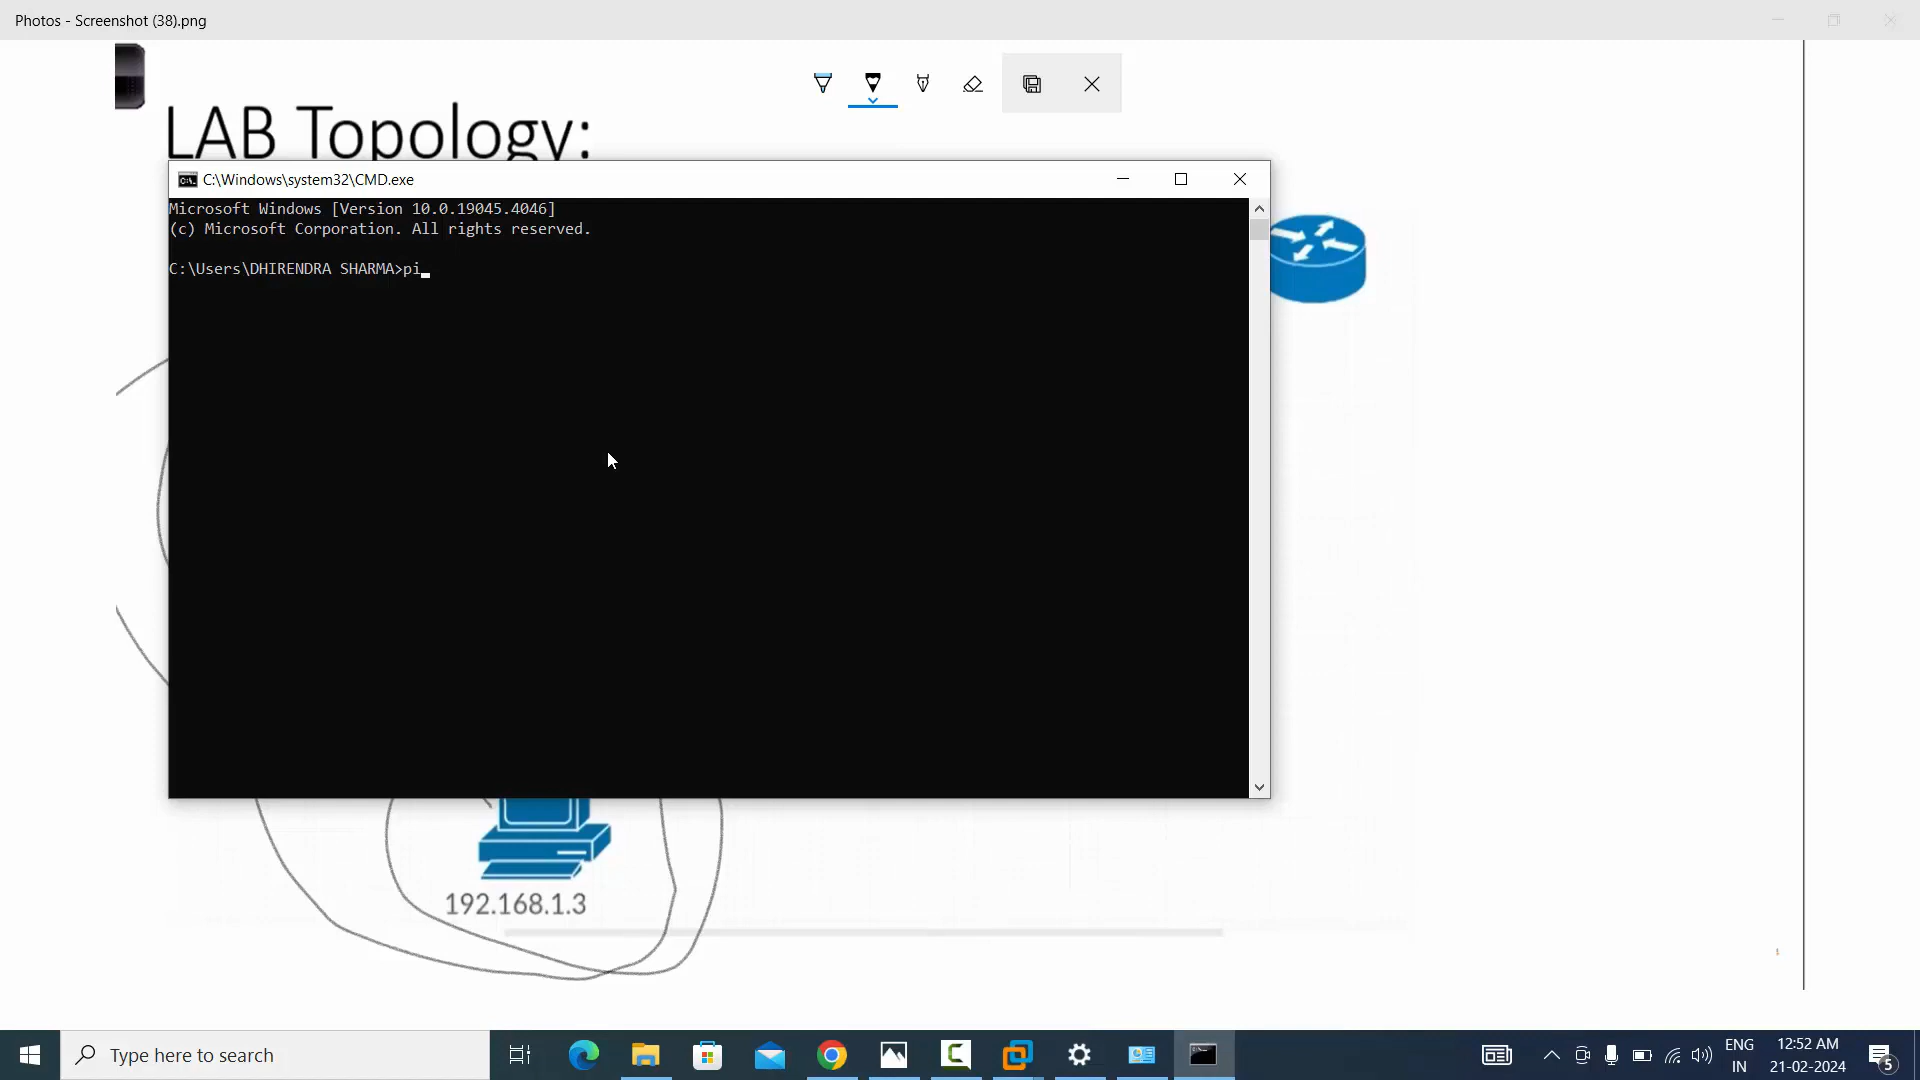 Photos - Screenshot (38).png
LAB Topology:
C:\Windows\system32\CMD.exe
Microsoft Windows [Version 10.0.19045.4046]
(c) Microsoft Corporation. All rights reserved.
C:\Users\DHIRENDRA SHARMA>pi_
192.168.1.3
Type here to search
ENG
IN
12:52 AM
21-02-2024
5